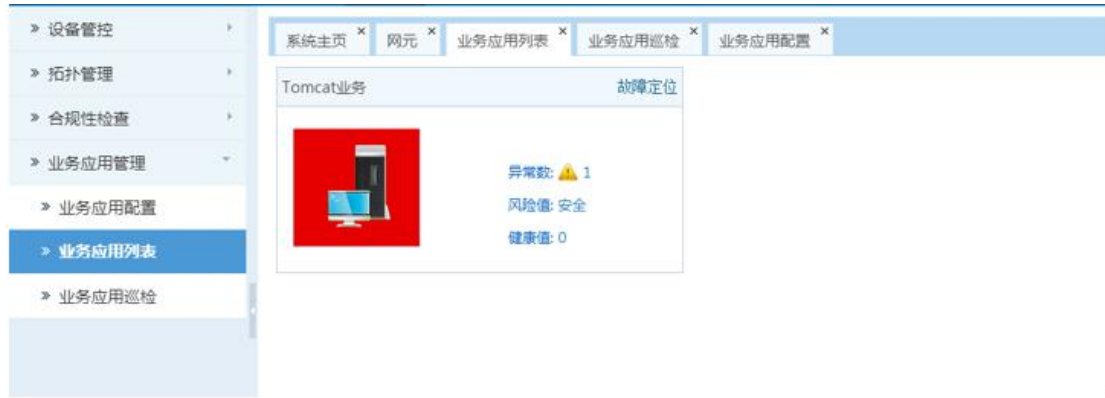 » 设备管控
» 拓扑管理
» 合规性检查
» 业务应用管理
» 业务应用配置
» 业务应用列表
» 业务应用巡检
系统主页 × 网元 × 业务应用列表 × 业务应用巡检 × 业务应用配置 ×
Tomcat业务 故障定位
异常数: 1
风险值: 安全
健康值: 0